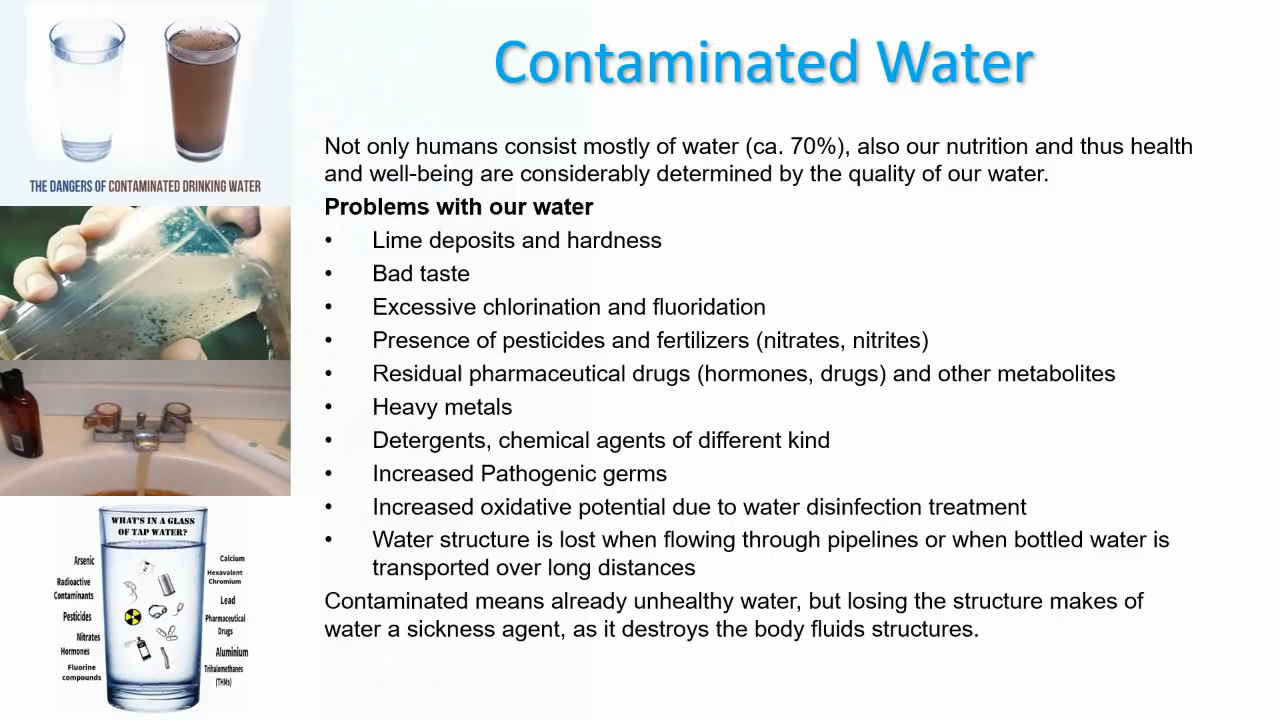 THE DANGERS OF CONTAMINATED DRINKING WATER
WHAT'S IN A GLASS
OF TAP WATER?
Arsenic
Radioactive
Contaminants
Pesticides
Nitrates
Hormones
Fluorine
compounds
Calcium
Hexavalent
Chromium
Lead
Pharmaceutical
Drugs
Aluminium
Trihalomethanes
(THMs)
Contaminated Water
Not only humans consist mostly of water (ca. 70%), also our nutrition and thus health
and well-being are considerably determined by the quality of our water.
Problems with our water
• Lime deposits and hardness
• Bad taste
• Excessive chlorination and fluoridation
• Presence of pesticides and fertilizers (nitrates, nitrites)
• Residual pharmaceutical drugs (hormones, drugs) and other metabolites
• Heavy metals
• Detergents, chemical agents of different kind
• Increased Pathogenic germs
• Increased oxidative potential due to water disinfection treatment
• Water structure is lost when flowing through pipelines or when bottled water is
transported over long distances
Contaminated means already unhealthy water, but losing the structure makes of
water a sickness agent, as it destroys the body fluids structures.